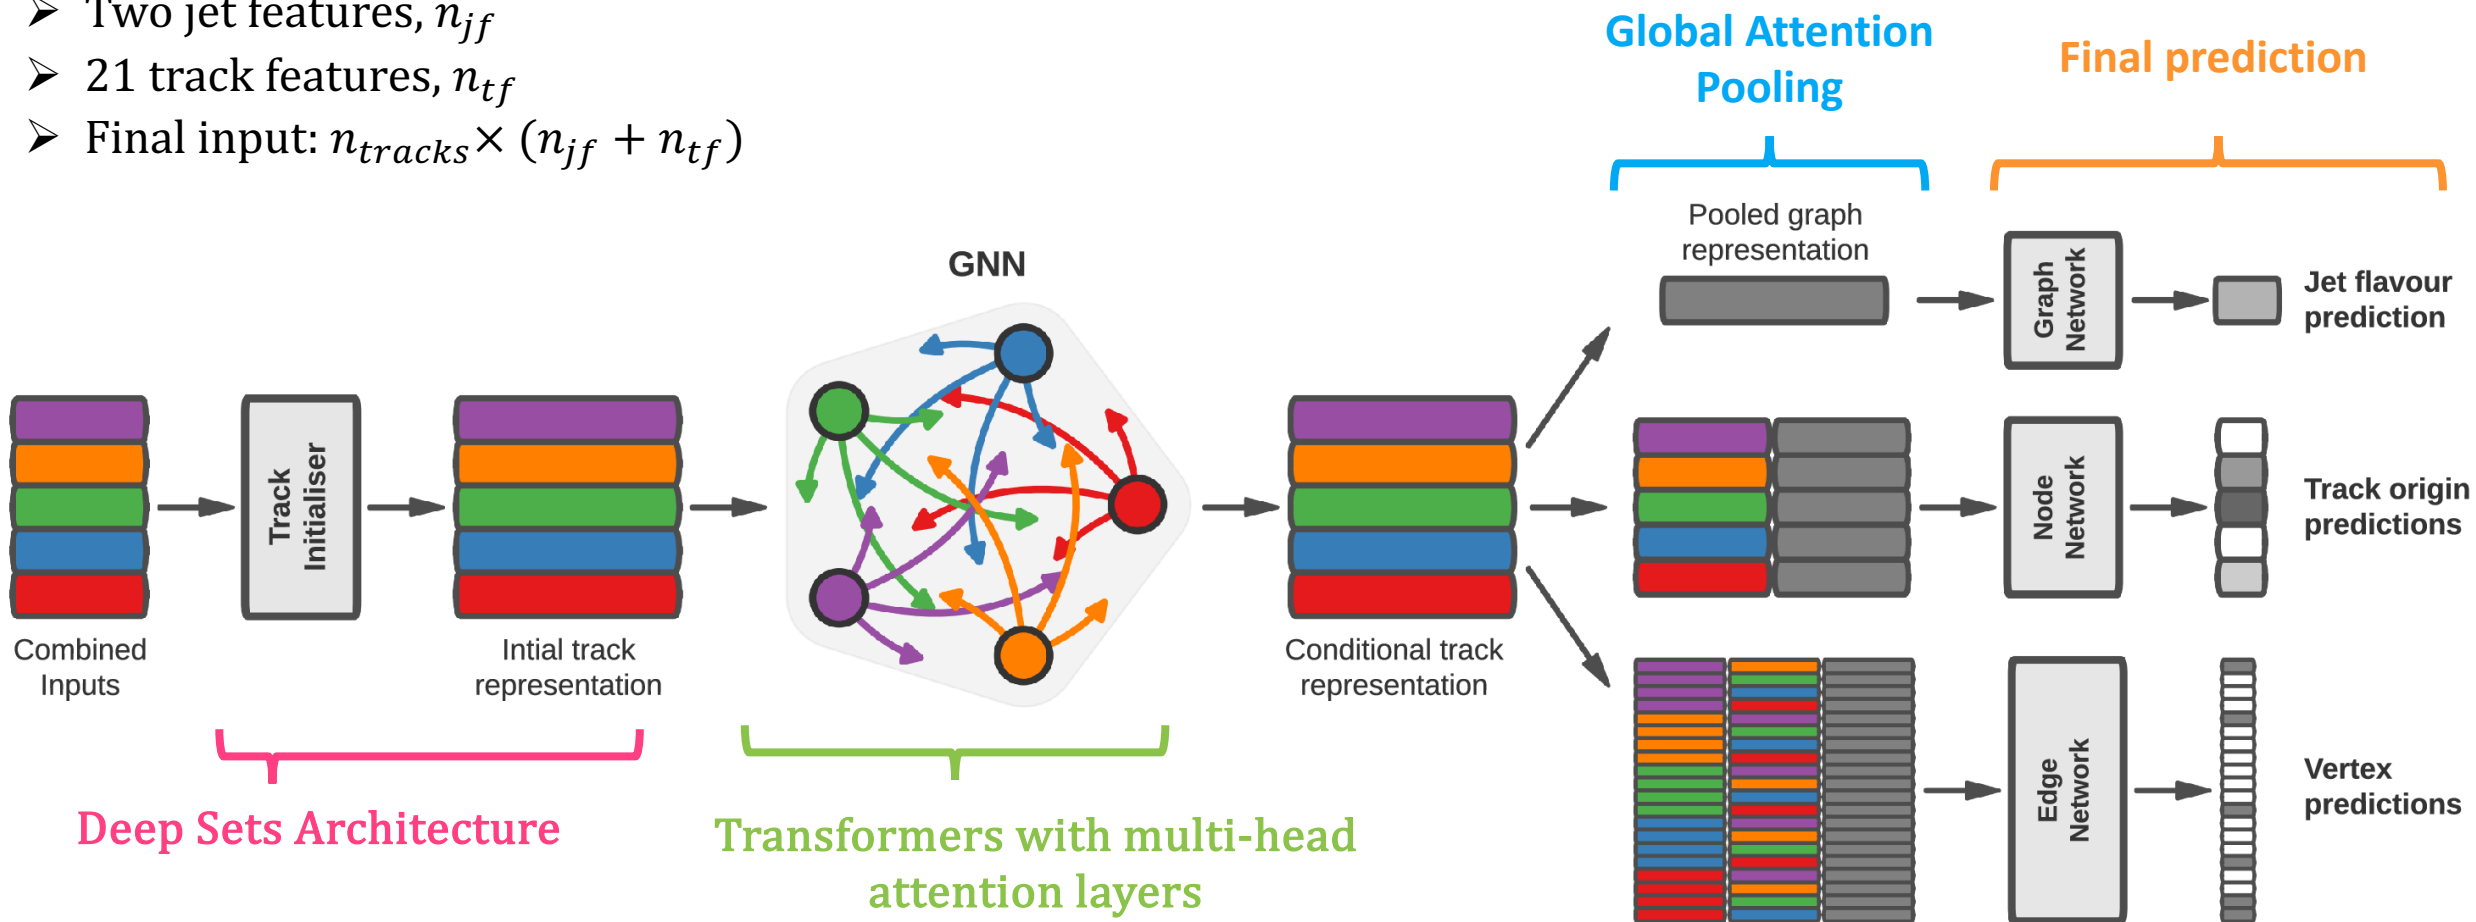 ➢ Two jet features, n_jf
➢ 21 track features, n_tf
➢ Final input: n_tracks × (n_jf + n_tf)
Global Attention
Pooling
Final prediction
Pooled graph
representation
GNN
Graph
Network
Jet flavour
prediction
Track
Initialiser
Node
Network
Track origin
predictions
Combined
Inputs
Intial track
representation
Conditional track
representation
Edge
Network
Vertex
predictions
Deep Sets Architecture
Transformers with multi-head
attention layers